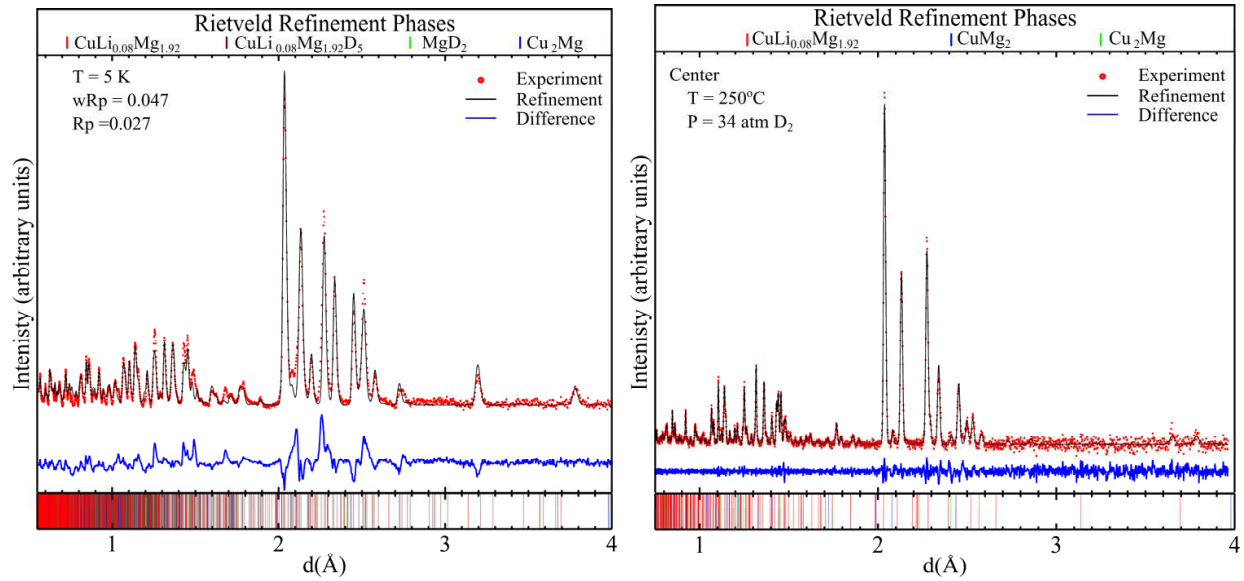 Rietveld Refinement Phases
CuLi0.08Mg1.92 CuLi0.08Mg1.92D5 MgD2 Cu2Mg
T = 5 K
wRp = 0.047
Rp =0.027
Experiment
Refinement
Difference
Intenisty (arbitrary units)
1 2 3 4
d(Å)
Rietveld Refinement Phases
CuLi0.08Mg1.92 CuMg2 Cu2Mg
Center
T = 250ºC
P = 34 atm D2
Experiment
Refinement
Difference
Intenisty (arbitrary units)
1 2 3 4
d(Å)